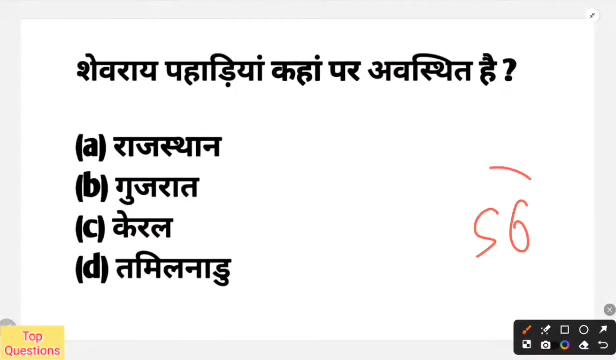 शेवराय पहाड़ियां कहां पर अवस्थित है ?
(a) राजस्थान
(b) गुजरात
(c) केरल
(d) तमिलनाडु
56
Top
Questions